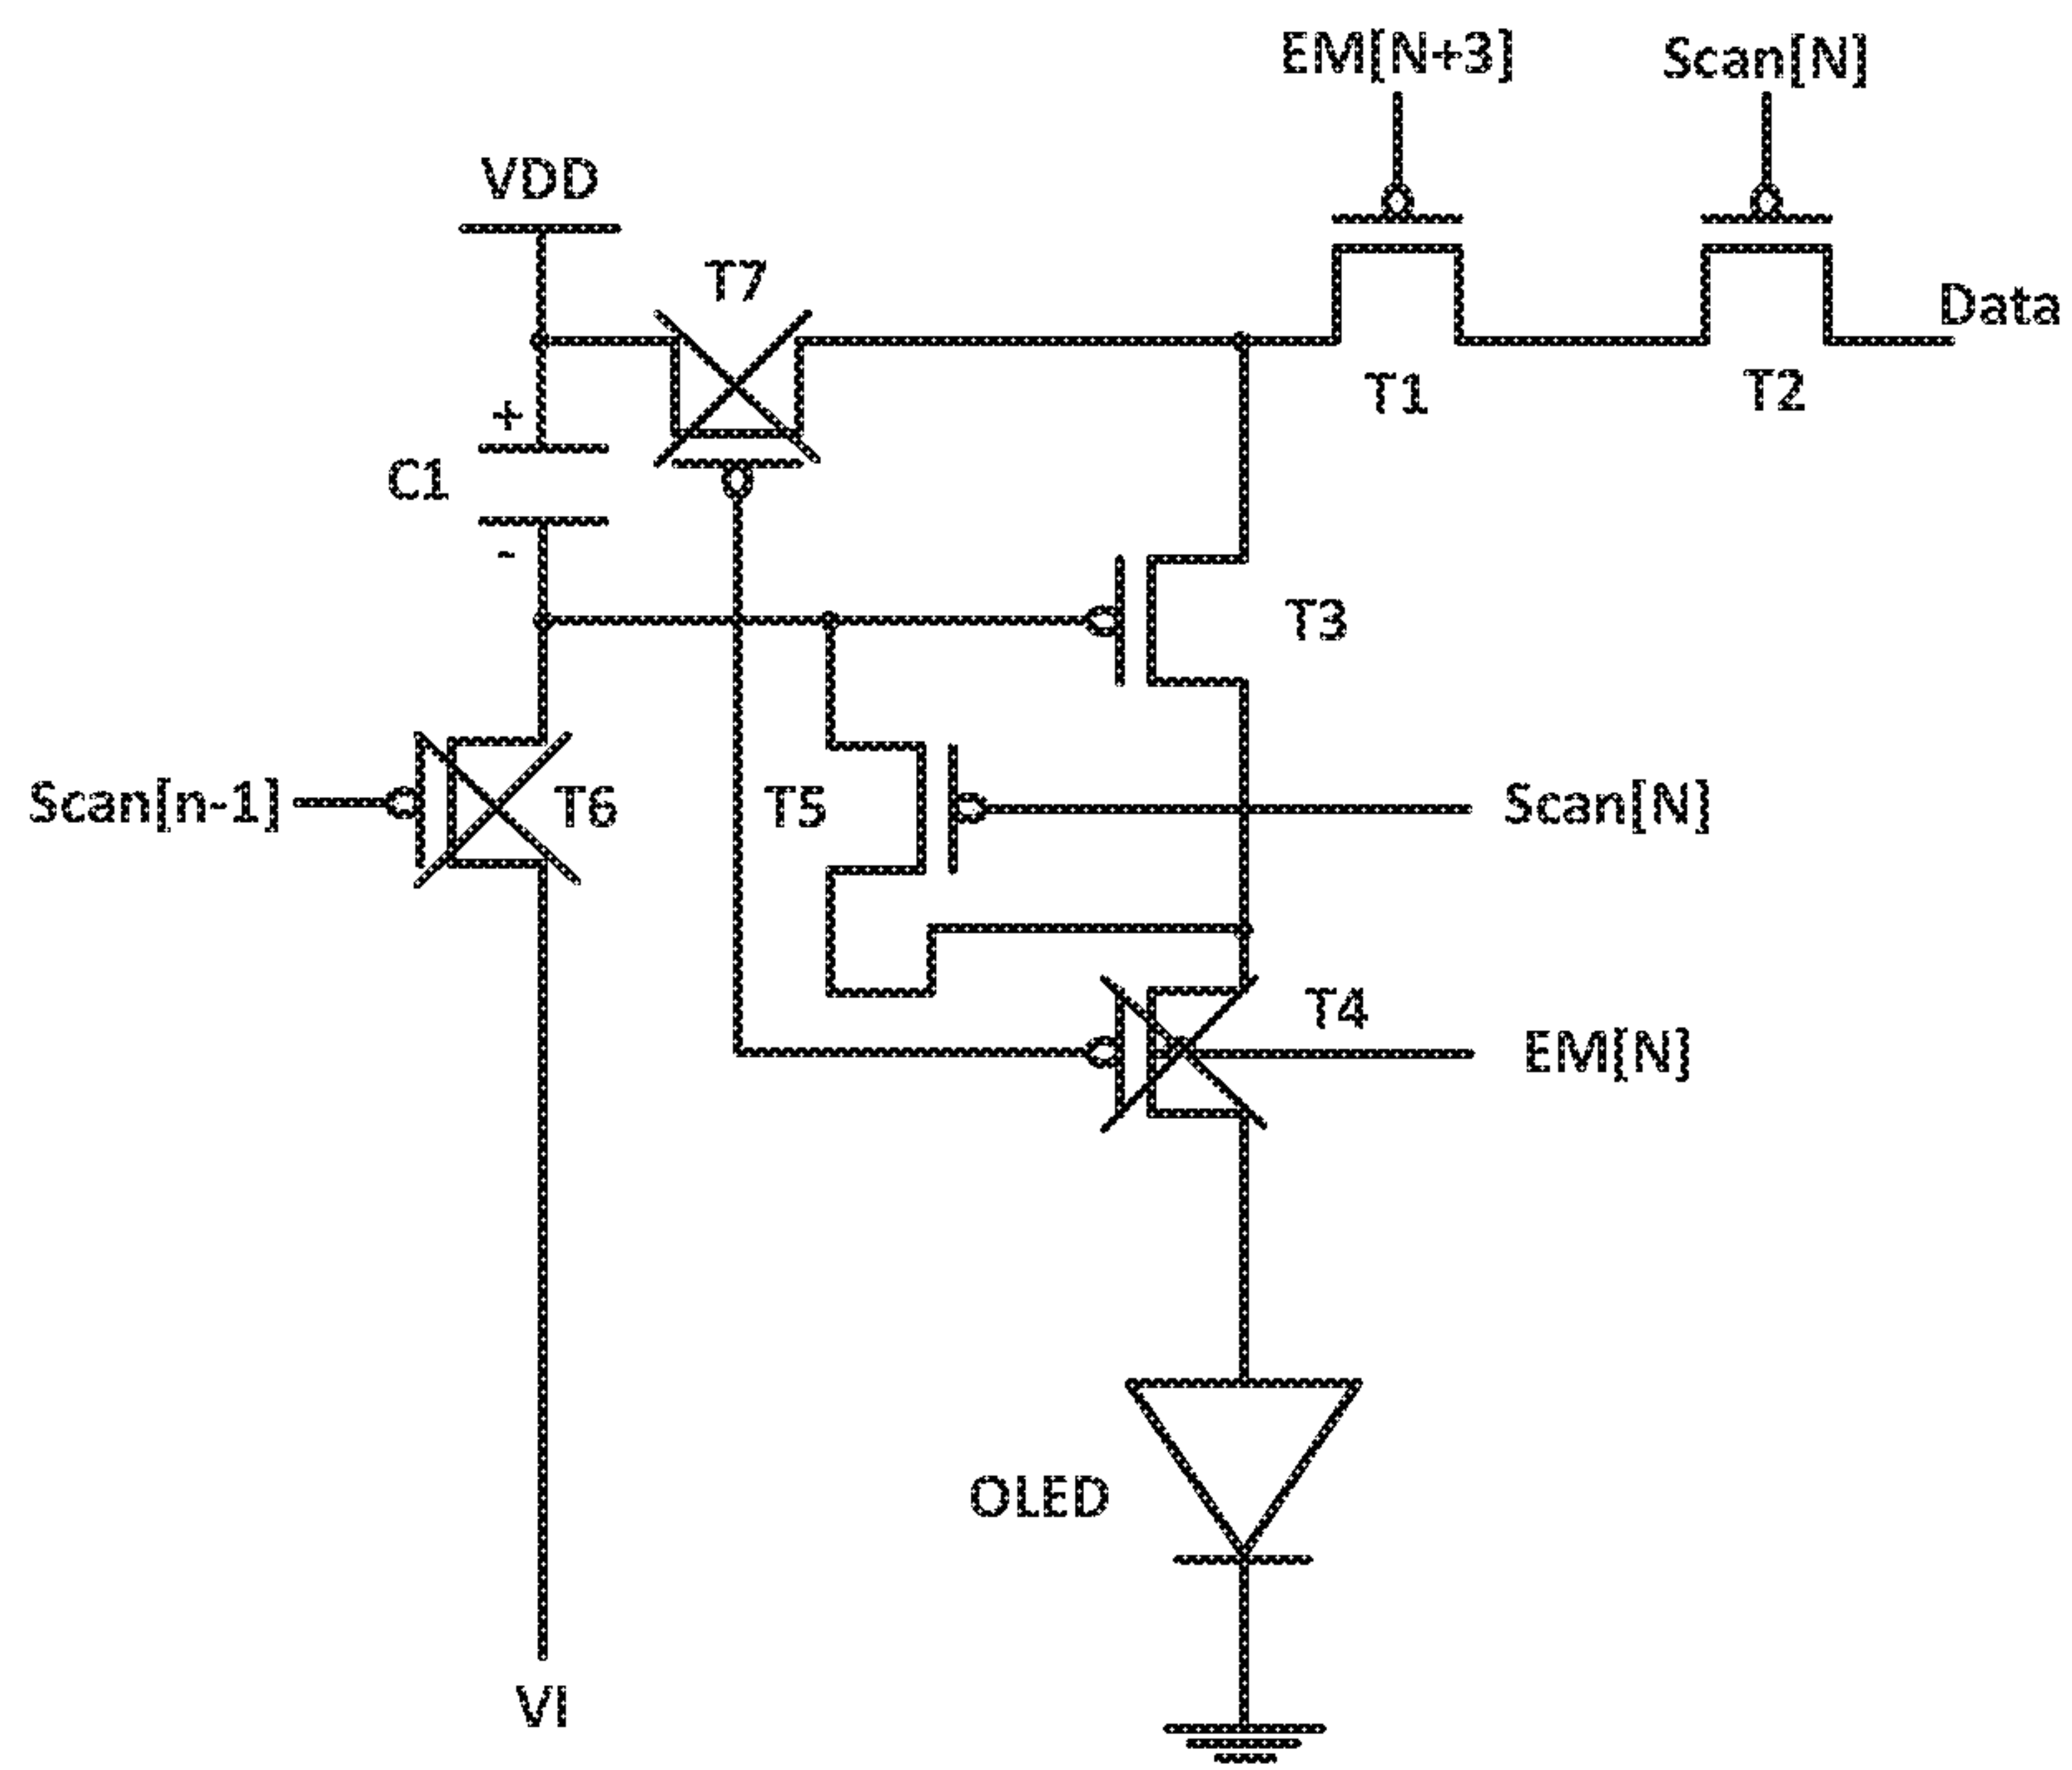 EM[N+3]
Scan[N]
VDD
T7
Data
T1
T2
+
C1
-
T3
Scan[n-1]
T6
T5
Scan[N]
T4
EM[N]
OLED
VI